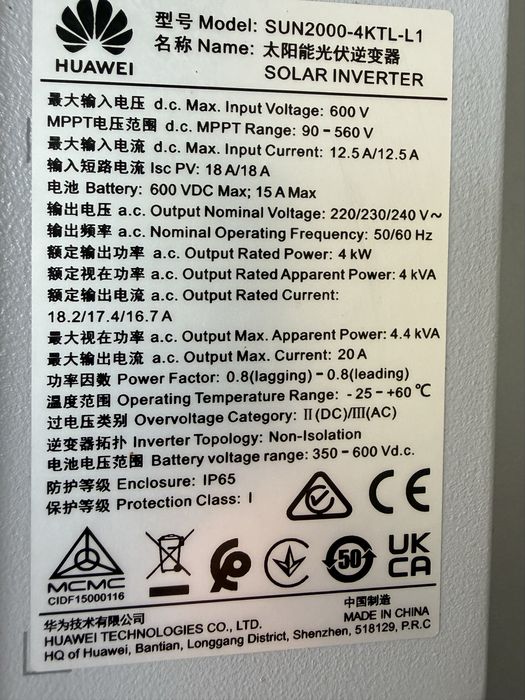 HUAWEI
型号 Model: SUN2000-4KTL-L1
名称 Name: 太阳能光伏逆变器
SOLAR INVERTER
最大输入电压 d.c. Max. Input Voltage: 600 V
MPPT电压范围 d.c. MPPT Range: 90 – 560 V
最大输入电流 d.c. Max. Input Current: 12.5 A/12.5 A
输入短路电流 Isc PV: 18 A/18 A
电池 Battery: 600 VDC Max; 15 A Max
输出电压 a.c. Output Nominal Voltage: 220/230/240 V~
输出频率 a.c. Nominal Operating Frequency: 50/60 Hz
额定输出功率 a.c. Output Rated Power: 4 kW
额定视在功率 a.c. Output Rated Apparent Power: 4 kVA
额定输出电流 a.c. Output Rated Current:
18.2/17.4/16.7 A
最大视在功率 a.c. Output Max. Apparent Power: 4.4 kVA
最大输出电流 a.c. Output Max. Current: 20 A
功率因数 Power Factor: 0.8(lagging) – 0.8(leading)
温度范围 Operating Temperature Range: -25 – +60 ℃
过电压类别 Overvoltage Category: Ⅱ(DC)/Ⅲ(AC)
逆变器拓扑 Inverter Topology: Non-Isolation
电池电压范围 Battery voltage range: 350 – 600 Vd.c.
防护等级 Enclosure: IP65
保护等级 Protection Class: I
CE
MCMC
CIDF15000116
50
UK
CA
华为技术有限公司
中国制造
HUAWEI TECHNOLOGIES CO., LTD.
MADE IN CHINA
HQ of Huawei, Bantian, Longgang District, Shenzhen, 518129, P.R.C